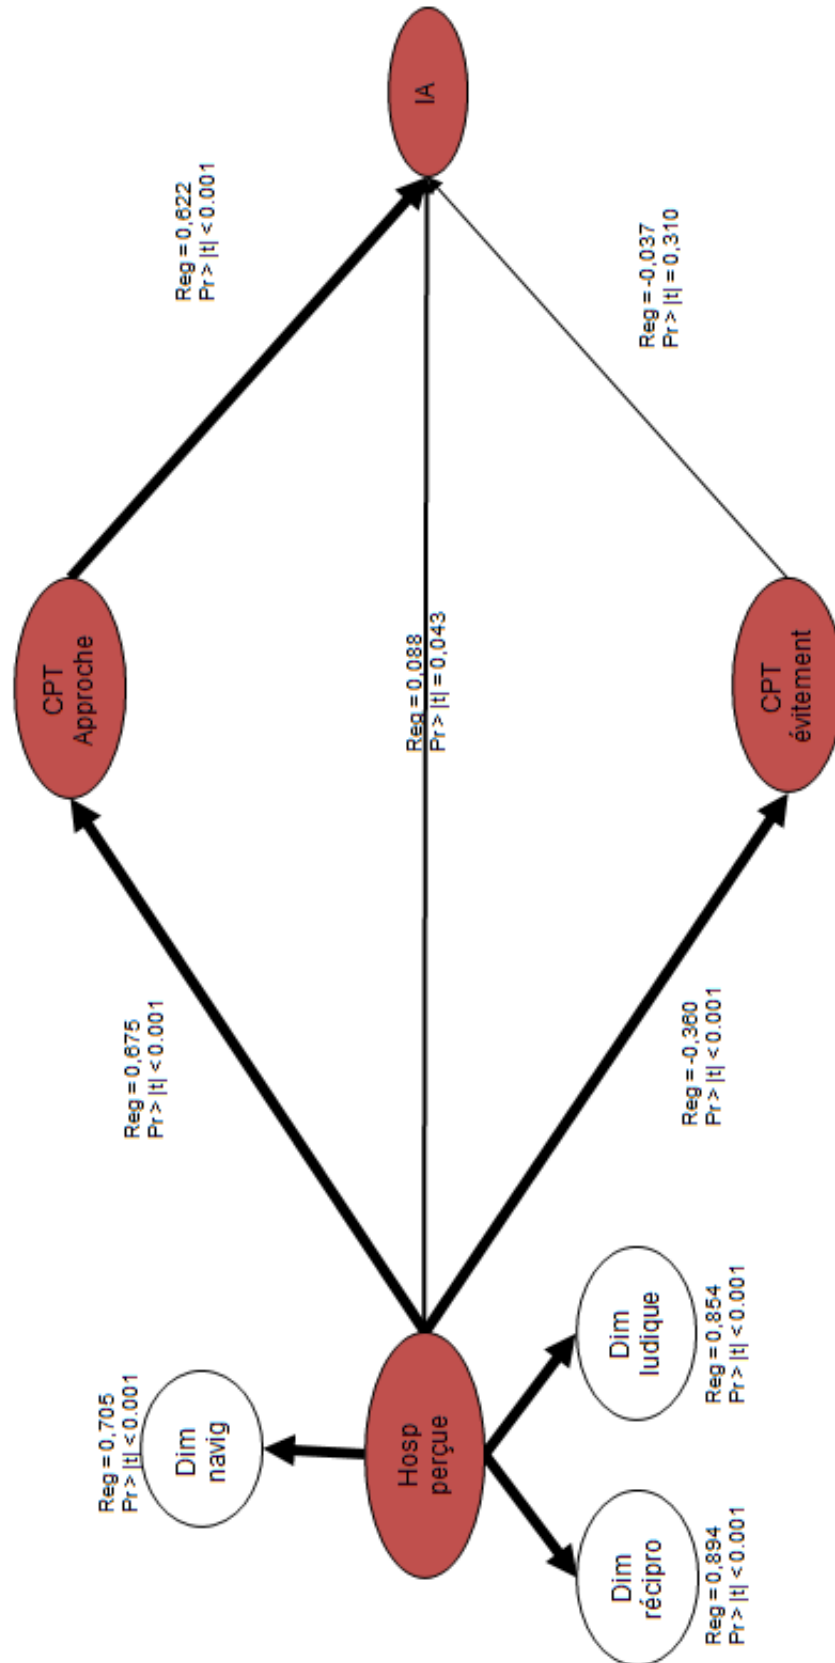 Reg = 0,705
Pr > |t| < 0.001
Dim
navig
Reg = 0,675
Pr > |t| < 0.001
CPT
Approche
Reg = 0,622
Pr > |t| < 0.001
Hosp
perçue
Reg = 0,088
Pr > |t| = 0,043
IA
Dim
récipro
Reg = 0,894
Pr > |t| < 0.001
Dim
ludique
Reg = 0,854
Pr > |t| < 0.001
Reg = -0,360
Pr > |t| < 0.001
CPT
évitement
Reg = -0,037
Pr > |t| = 0,310